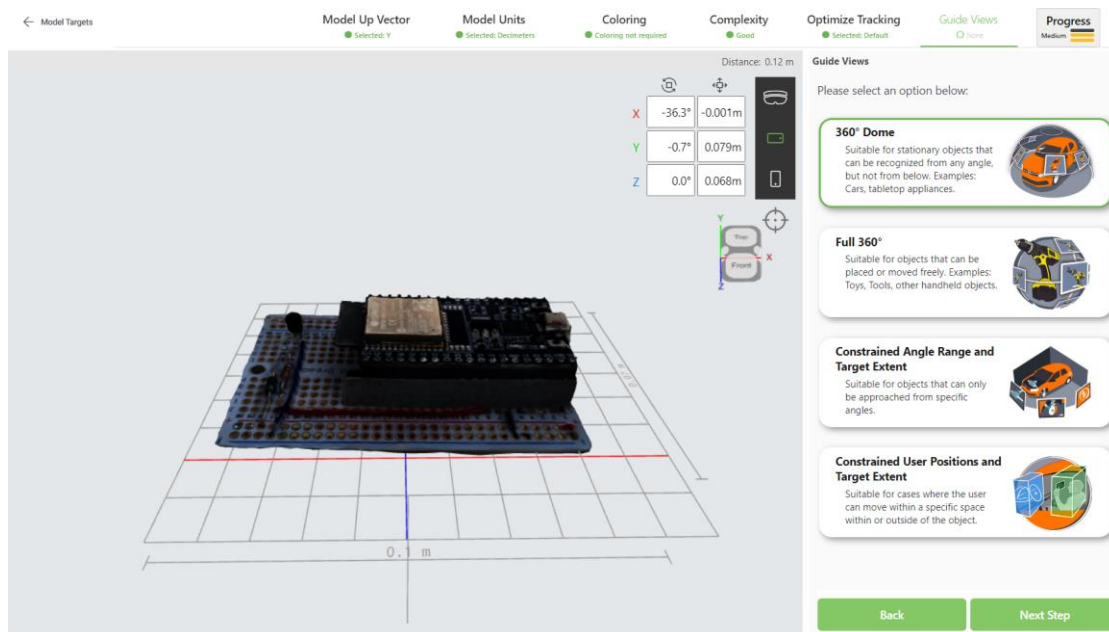 Model Targets
Model Up Vector
Selected: Y
Model Units
Selected: Decimeters
Coloring
Coloring not required
Complexity
Good
Optimize Tracking
Selected: Default
Guide Views
None
Progress
Medium
Distance: 0.12 m
X -36.3° -0.001m
Y -0.7° 0.079m
Z 0.0° 0.068m
Y
Top
Front
X
Z
0.1 m
Guide Views
Please select an option below:
360° Dome
Suitable for stationary objects that
can be recognized from any angle,
but not from below. Examples:
Cars, tabletop appliances.
Full 360°
Suitable for objects that can be
placed or moved freely. Examples:
Toys, Tools, other handheld objects.
Constrained Angle Range and
Target Extent
Suitable for objects that can only
be approached from specific
angles.
Constrained User Positions and
Target Extent
Suitable for cases where the user
can move within a specific space
within or outside of the object.
Back
Next Step